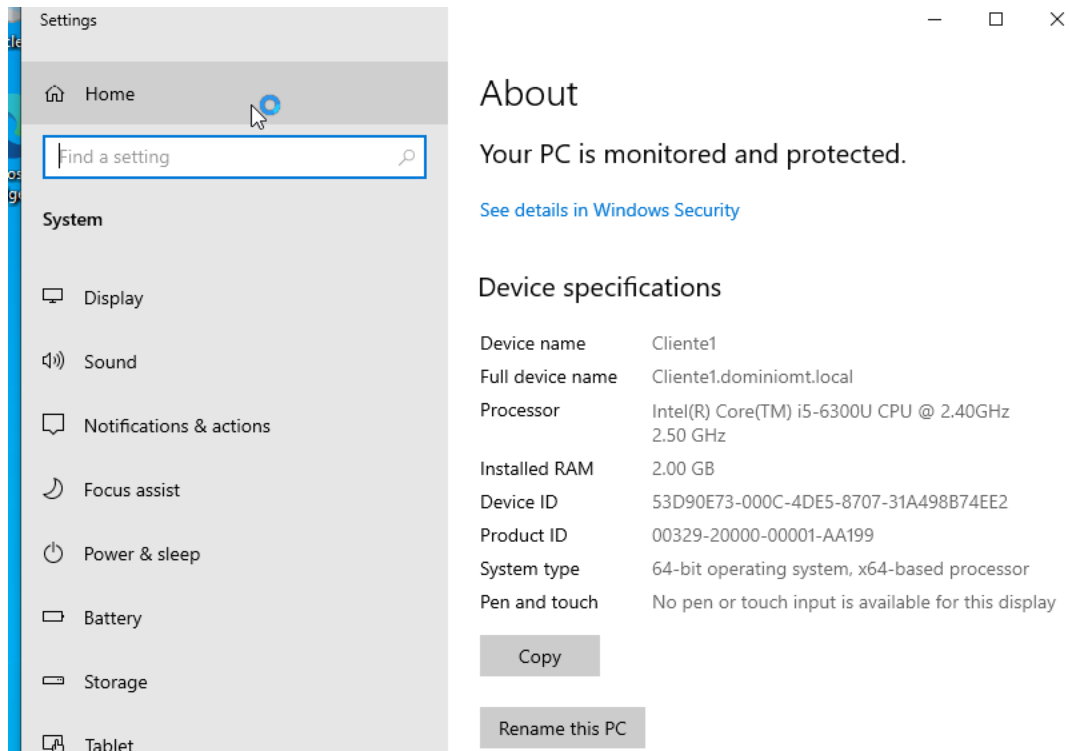 Settings
Home
Find a setting
System
Display
Sound
Notifications & actions
Focus assist
Power & sleep
Battery
Storage
Tablet
About
Your PC is monitored and protected.
See details in Windows Security
Device specifications
Device name Cliente1
Full device name Cliente1.dominiomt.local
Processor Intel(R) Core(TM) i5-6300U CPU @ 2.40GHz
2.50 GHz
Installed RAM 2.00 GB
Device ID 53D90E73-000C-4DE5-8707-31A498B74EE2
Product ID 00329-20000-00001-AA199
System type 64-bit operating system, x64-based processor
Pen and touch No pen or touch input is available for this display
Copy
Rename this PC